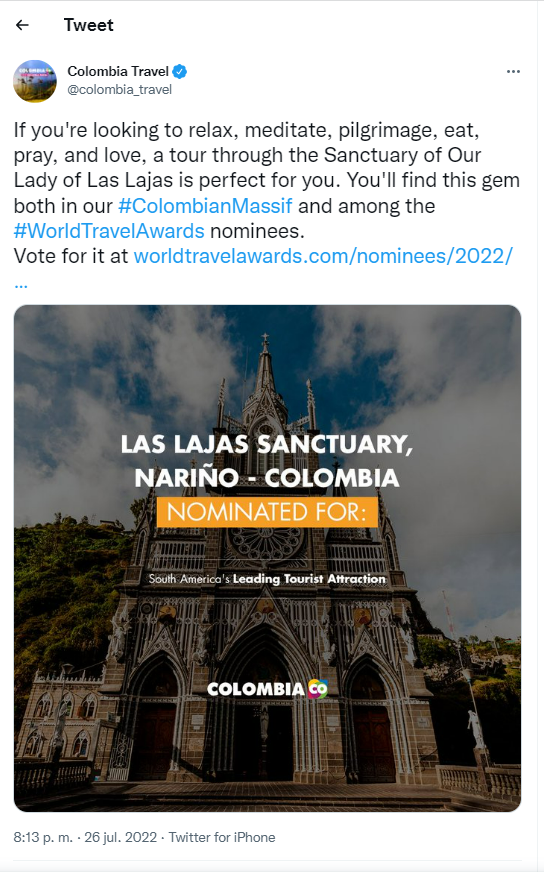 ← Tweet
Colombia Travel
@colombia_travel
If you're looking to relax, meditate, pilgrimage, eat,
pray, and love, a tour through the Sanctuary of Our
Lady of Las Lajas is perfect for you. You'll find this gem
both in our #ColombianMassif and among the
#WorldTravelAwards nominees.
Vote for it at worldtravelawards.com/nominees/2022/
…
LAS LAJAS SANCTUARY,
NARIÑO - COLOMBIA
NOMINATED FOR:
South America's Leading Tourist Attraction
COLOMBIA CO
8:13 p. m. · 26 jul. 2022 · Twitter for iPhone